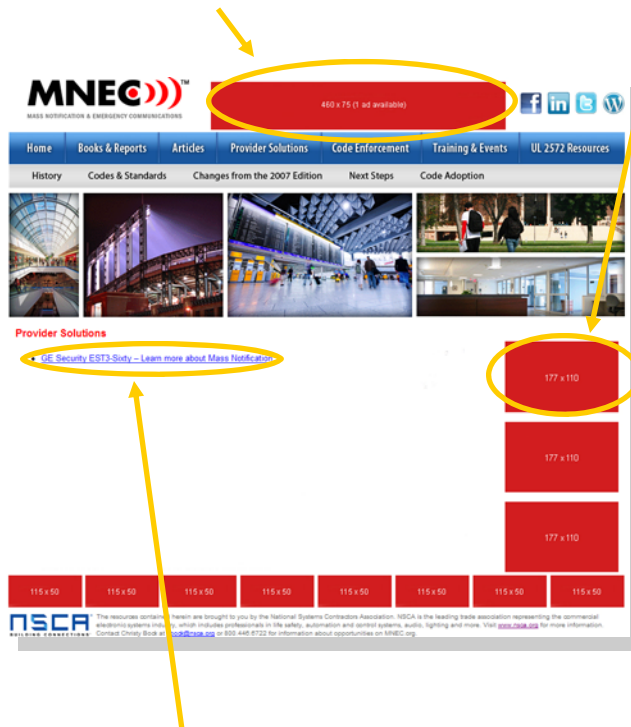 MNEC)))™
MASS NOTIFICATION & EMERGENCY COMMUNICATIONS
460 x 75 (1 ad available)
Home Books & Reports Articles Provider Solutions Code Enforcement Training & Events UL 2572 Resources
History Codes & Standards Changes from the 2007 Edition Next Steps Code Adoption
Provider Solutions
• GE Security EST3-Sixty – Learn more about Mass Notification
177 x 110
177 x 110
177 x 110
115 x 50 115 x 50 115 x 50 115 x 50 115 x 50 115 x 50 115 x 50 115 x 50
NSCA
BUILDING CONNECTIONS
The resources contained herein are brought to you by the National Systems Contractors Association. NSCA is the leading trade association representing the commercial
electronic systems industry, which includes professionals in life safety, automation and control systems, audio, lighting and more. Visit www.nsca.org for more information.
Contact Christy Bodi at @nsca.org or 800.446.6722 for information about opportunities on MNEC.org.